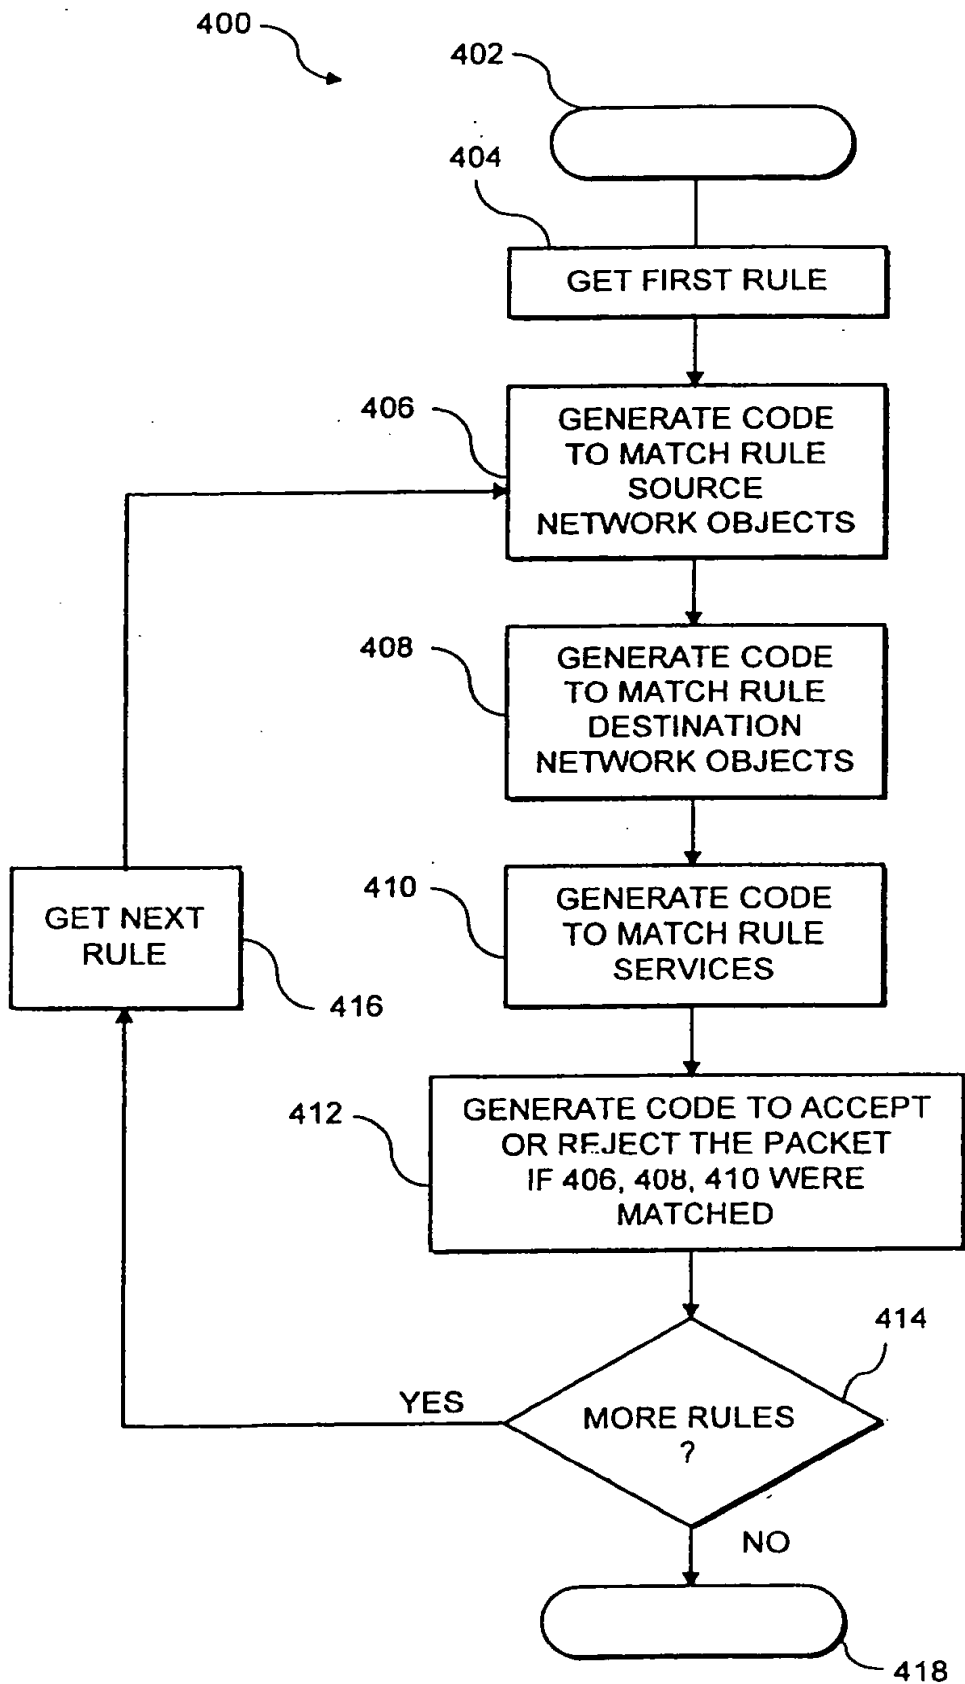 400
402
404
GET FIRST RULE
406
GENERATE CODE
TO MATCH RULE
SOURCE
NETWORK OBJECTS
408
GENERATE CODE
TO MATCH RULE
DESTINATION
NETWORK OBJECTS
410
GENERATE CODE
TO MATCH RULE
SERVICES
GET NEXT
RULE
416
412
GENERATE CODE TO ACCEPT
OR REJECT THE PACKET
IF 406, 408, 410 WERE
MATCHED
414
YES
MORE RULES
?
NO
418